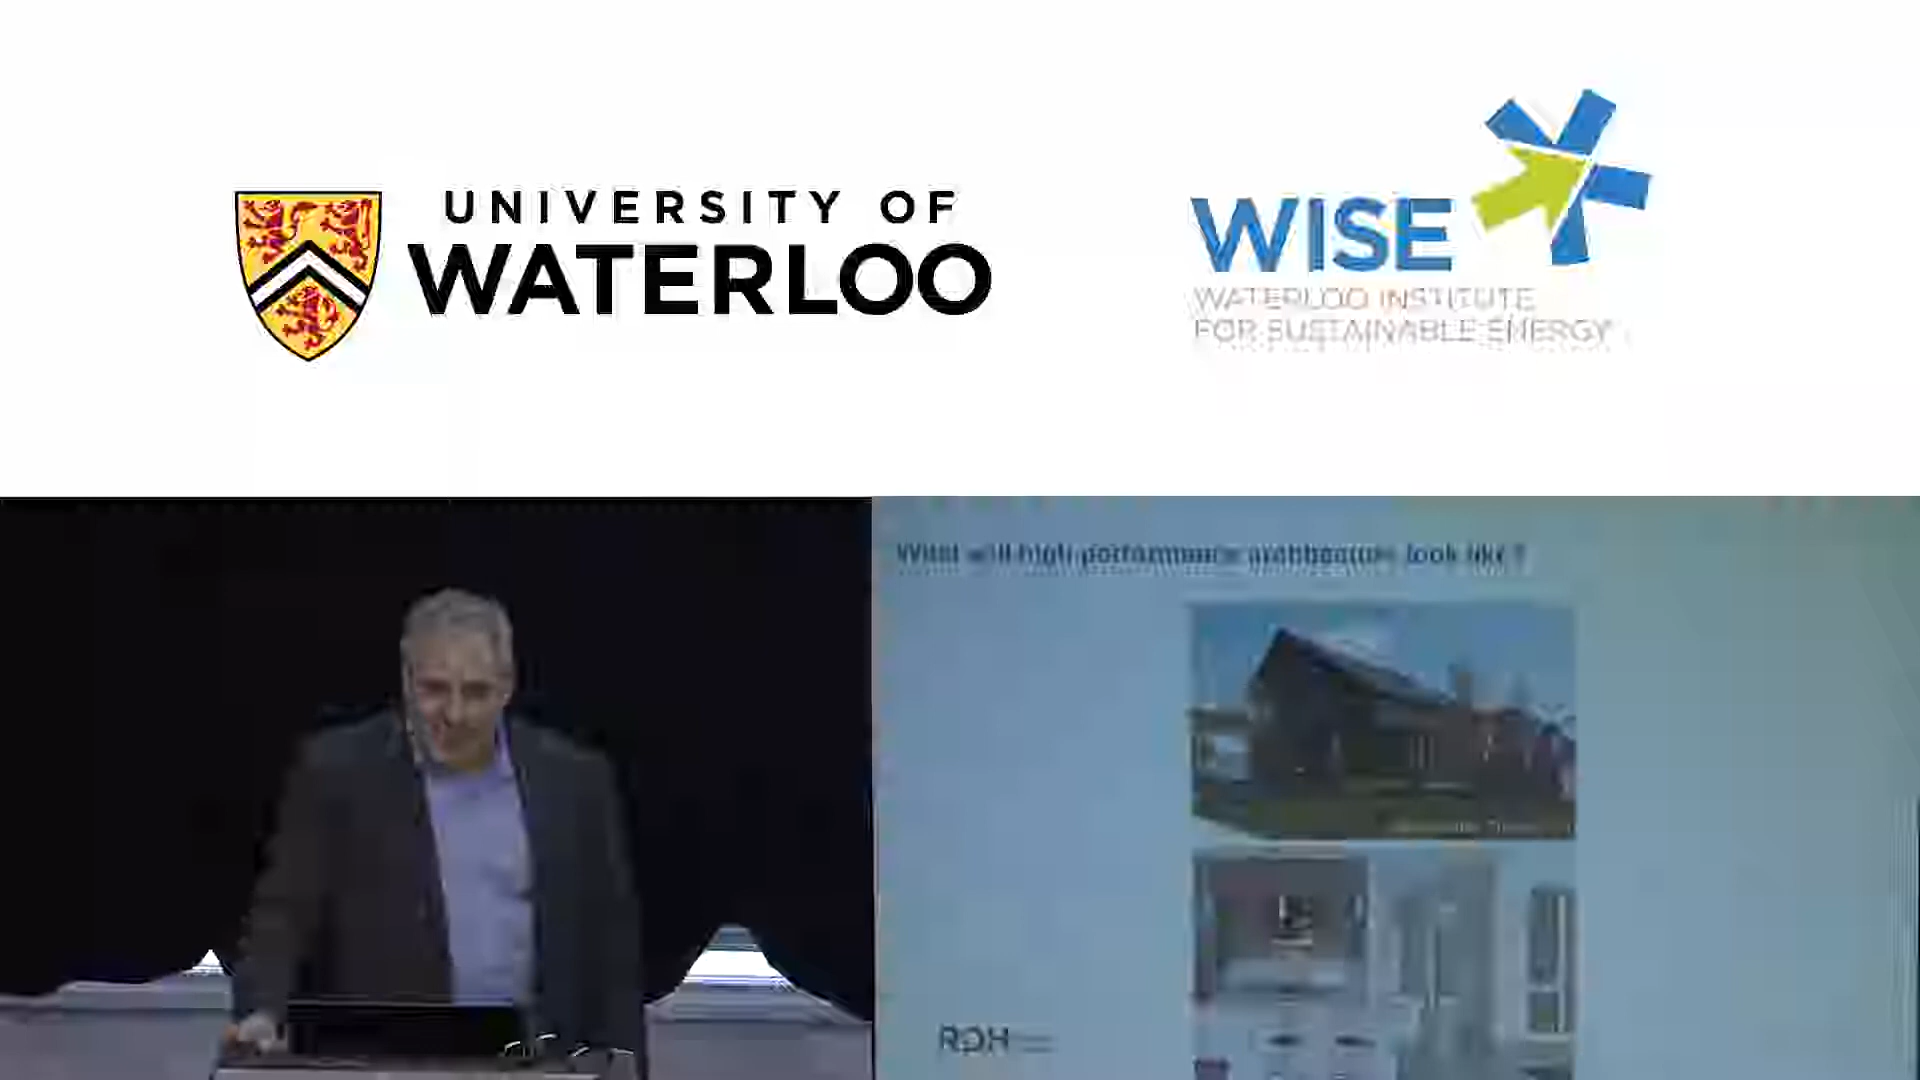 UNIVERSITY OF
WATERLOO
WISE
WATERLOO INSTITUTE
FOR SUSTAINABLE ENERGY
What will high performance architecture look like?
RDH